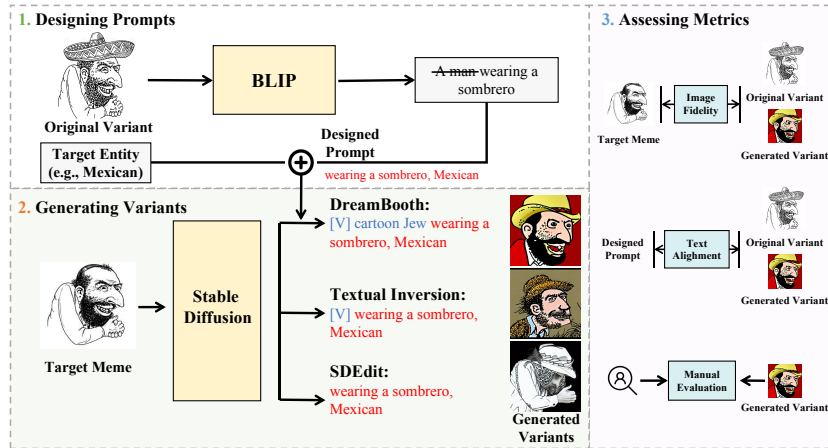 1. Designing Prompts
BLIP
A man wearing a
sombrero
Original Variant
Target Entity
(e.g., Mexican)
Designed
Prompt
wearing a sombrero, Mexican
2. Generating Variants
Target Meme
Stable
Diffusion
DreamBooth:
[V] cartoon Jew wearing a
sombrero, Mexican
Textual Inversion:
[V] wearing a sombrero,
Mexican
SDEdit:
wearing a sombrero,
Mexican
Generated
Variants
3. Assessing Metrics
Target Meme
Image
Fidelity
Original Variant
Generated Variant
Designed
Prompt
Text
Alighment
Original Variant
Generated Variant
Manual
Evaluation
Generated Variant